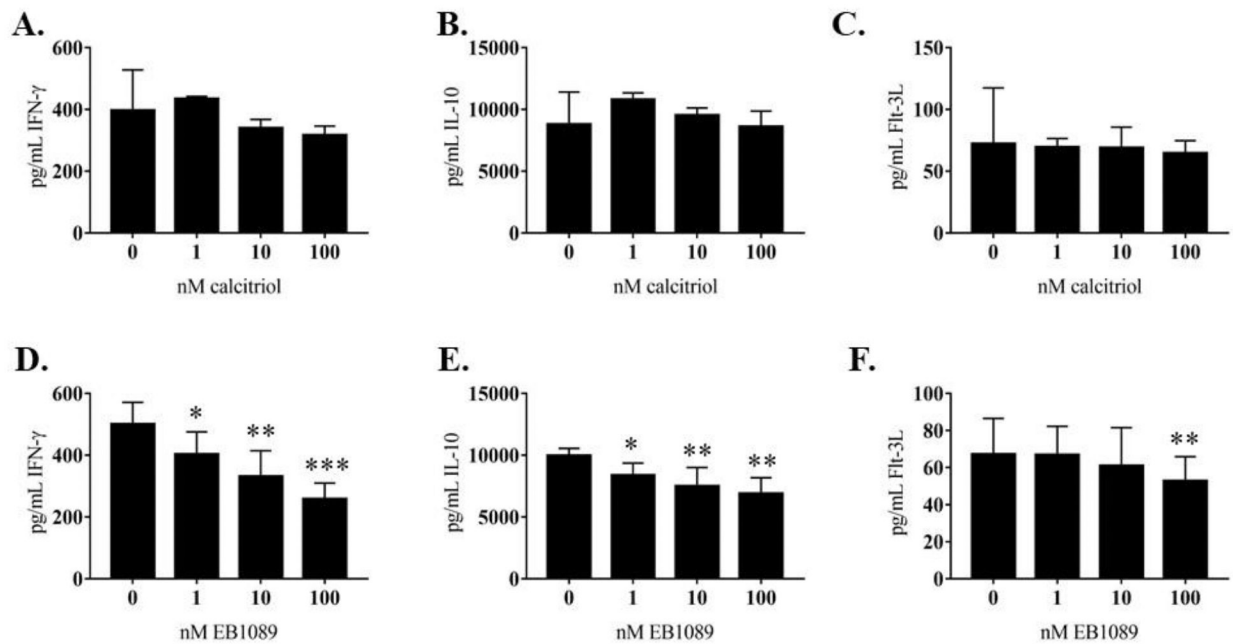 A.
pg/mL IFN-γ
600
400
200
0
0 1 10 100
nM calcitriol
B.
pg/mL IL-10
15000
10000
5000
0
0 1 10 100
nM calcitriol
C.
pg/mL Flt-3L
150
100
50
0
0 1 10 100
nM calcitriol
D.
pg/mL IFN-γ
600
400
200
0
*
**
***
0 1 10 100
nM EB1089
E.
pg/mL IL-10
15000
10000
5000
0
*
**
**
0 1 10 100
nM EB1089
F.
pg/mL Flt-3L
100
80
60
40
20
0
**
0 1 10 100
nM EB1089